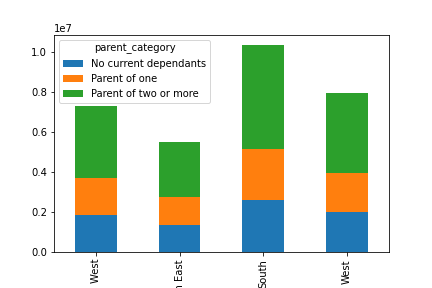 1e7
parent_category
No current dependants
Parent of one
Parent of two or more
1.0
0.8
0.6
0.4
0.2
0.0
West
East
South
West